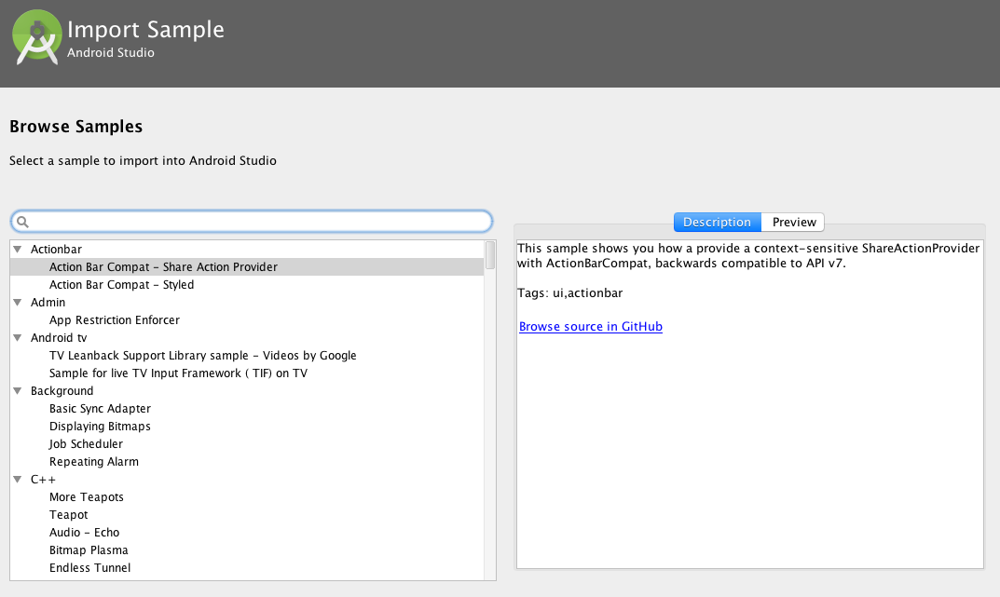 Import Sample
Android Studio
Browse Samples
Select a sample to import into Android Studio
Actionbar
Action Bar Compat - Share Action Provider
Action Bar Compat - Styled
Admin
App Restriction Enforcer
Android tv
TV Leanback Support Library sample - Videos by Google
Sample for live TV Input Framework ( TIF) on TV
Background
Basic Sync Adapter
Displaying Bitmaps
Job Scheduler
Repeating Alarm
C++
More Teapots
Teapot
Audio - Echo
Bitmap Plasma
Endless Tunnel
Description Preview
This sample shows you how a provide a context-sensitive ShareActionProvider
with ActionBarCompat, backwards compatible to API v7.
Tags: ui,actionbar
Browse source in GitHub